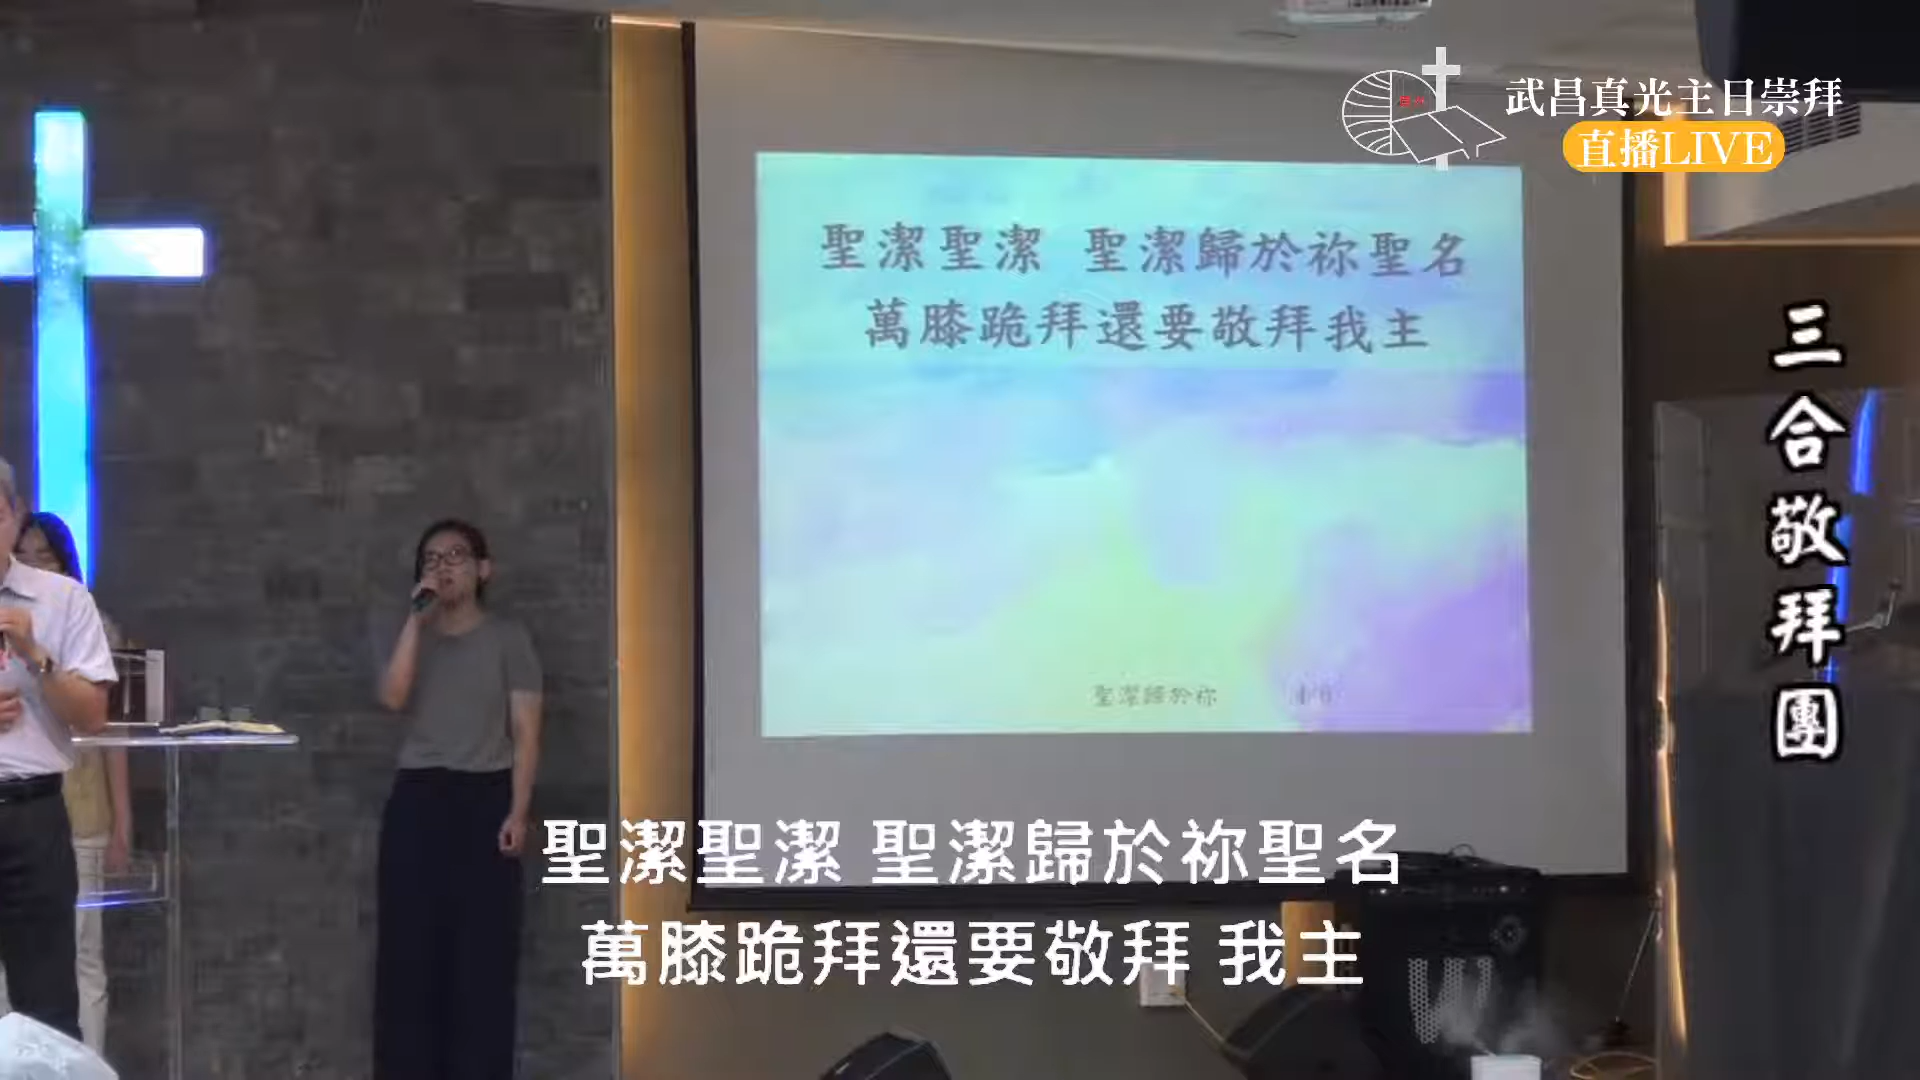 武昌真光主日崇拜
直播LIVE
聖潔聖潔 聖潔歸於祢聖名
萬膝跪拜還要敬拜我主
聖潔歸於祢
三合敬拜團
聖潔聖潔 聖潔歸於祢聖名
萬膝跪拜還要敬拜 我主